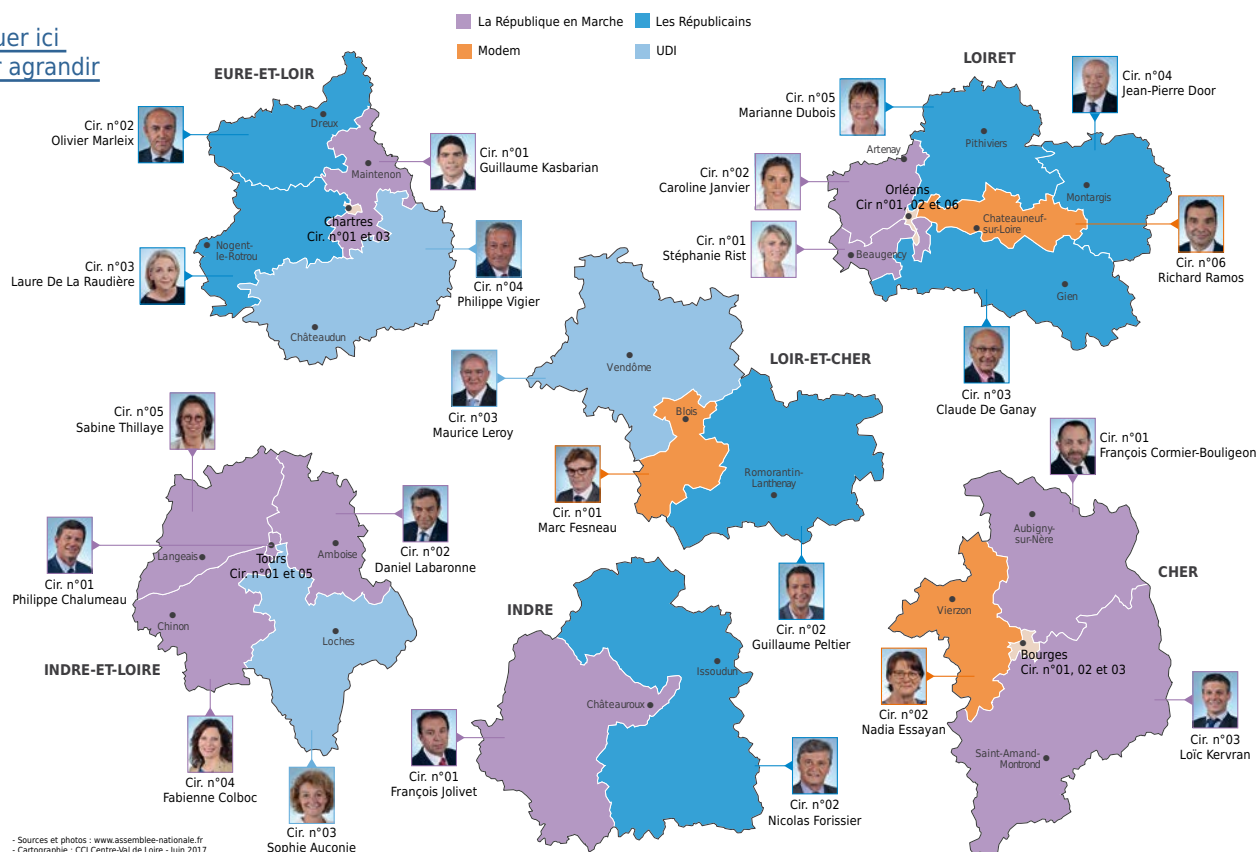 uer ici
r agrandir
La République en Marche
Les Républicains
Modem
UDI
EURE-ET-LOIR
Cir. n°02
Olivier Marleix
Dreux
Maintenon
Cir. n°01
Guillaume Kasbarian
Chartres
Cir. n°01 et 03
Nogent-
le-Rotrou
Cir. n°03
Laure De La Raudière
Cir. n°04
Philippe Vigier
Châteaudun
LOIRET
Cir. n°05
Marianne Dubois
Cir. n°04
Jean-Pierre Door
Artenay
Pithiviers
Cir. n°02
Caroline Janvier
Orléans
Cir n°01, 02 et 06
Montargis
Chateauneuf-
sur-Loire
Cir. n°01
Stéphanie Rist
Beaugency
Cir. n°06
Richard Ramos
Gien
Cir. n°03
Claude De Ganay
LOIR-ET-CHER
Vendôme
Cir. n°03
Maurice Leroy
Blois
Romorantin-
Lanthenay
Cir. n°01
Marc Fesneau
Cir. n°02
Guillaume Peltier
Cir. n°05
Sabine Thillaye
Cir. n°02
Daniel Labaronne
Langeais
Amboise
Tours
Cir. n°01 et 05
Cir. n°01
Philippe Chalumeau
Chinon
Loches
INDRE-ET-LOIRE
Cir. n°04
Fabienne Colboc
Cir. n°03
Sophie Auconie
INDRE
Issoudun
Châteauroux
Cir. n°01
François Jolivet
Cir. n°02
Nicolas Forissier
Cir. n°01
François Cormier-Bouligeon
Aubigny-
sur-Nère
CHER
Vierzon
Bourges
Cir. n°01, 02 et 03
Cir. n°02
Nadia Essayan
Cir. n°03
Loïc Kervran
Saint-Amand-
Montrond
- Sources et photos : www.assemblee-nationale.fr
- Cartographie : CCI Centre-Val de Loire - Juin 2017